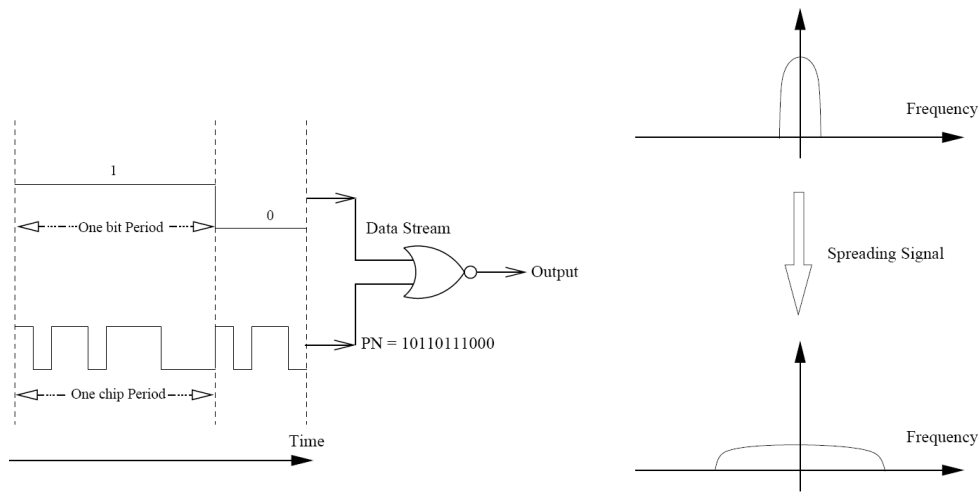 1
One bit Period
0
Data Stream
Output
PN = 10110111000
One chip Period
Time
Frequency
Spreading Signal
Frequency